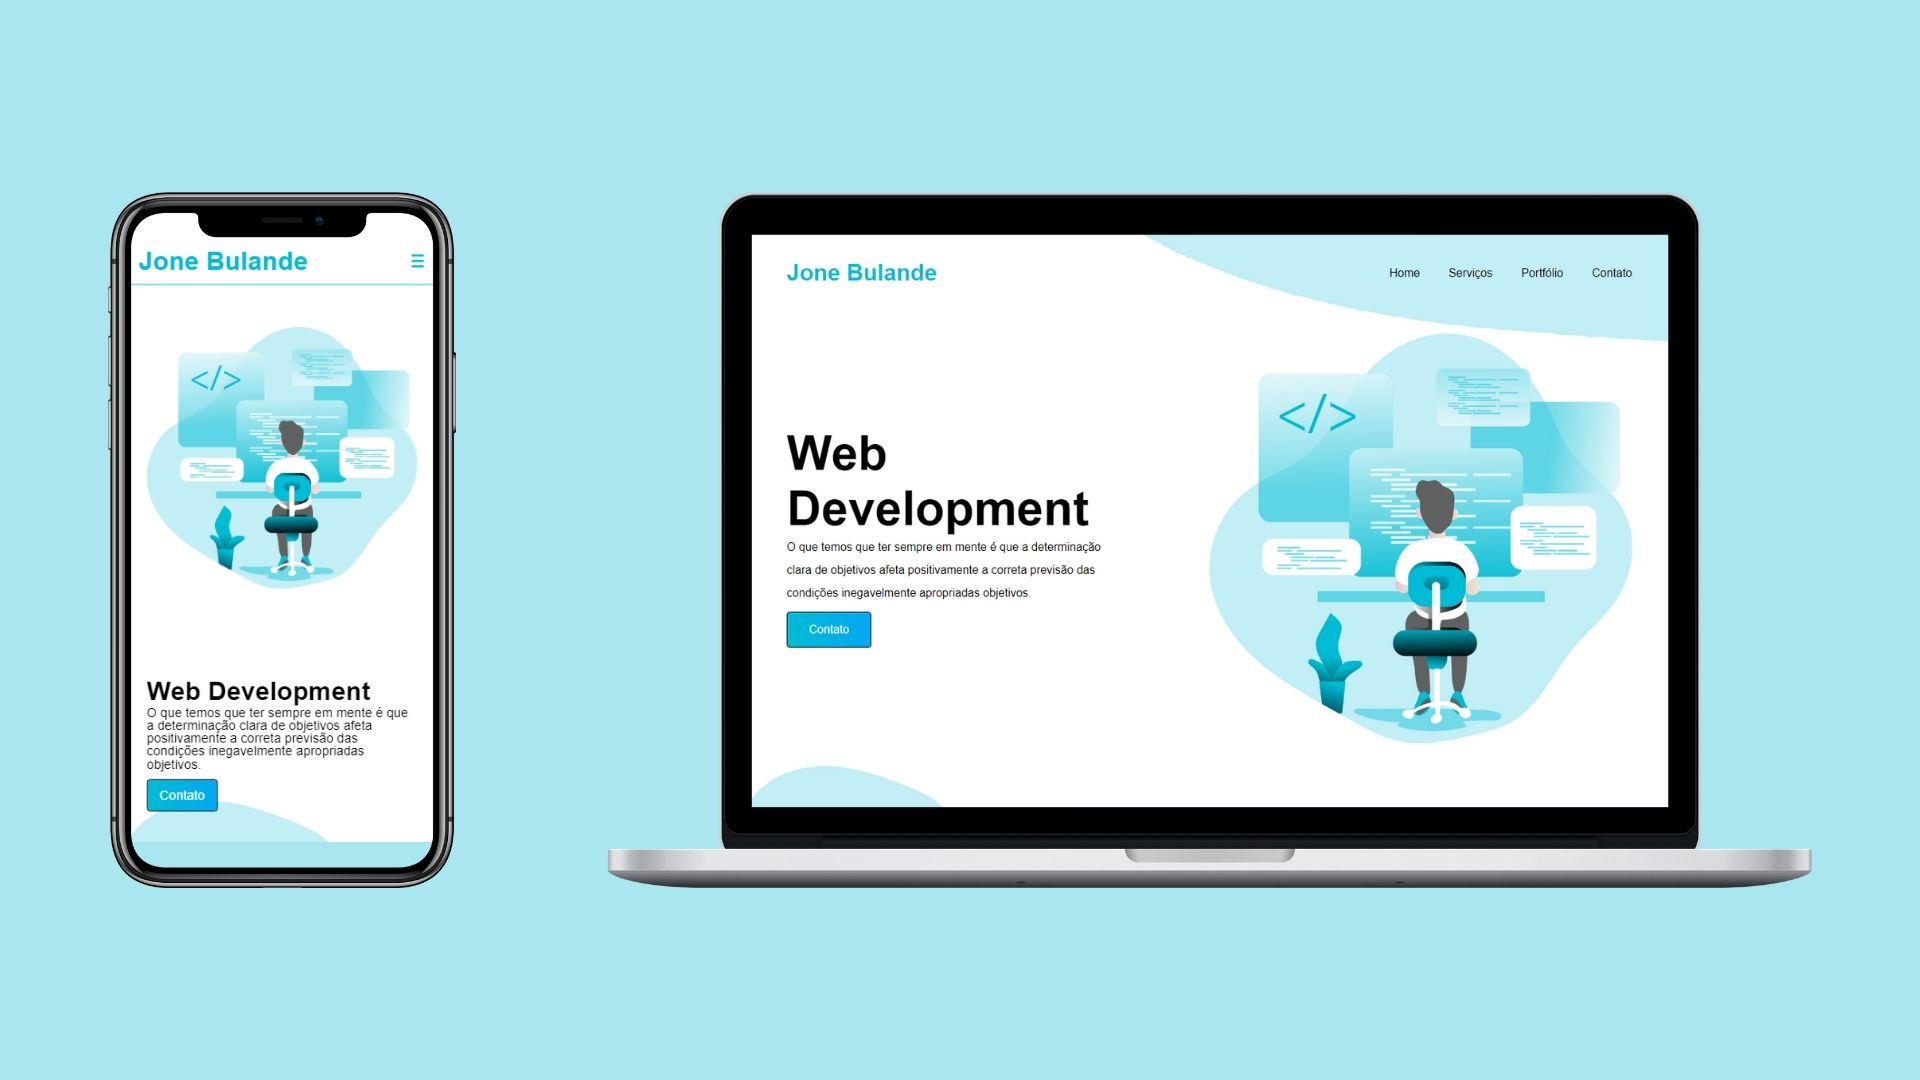 Jone Bulande
</>
Web Development
O que temos que ter sempre em mente é que
a determinação clara de objetivos afeta
positivamente a correta previsão das
condições inegavelmente apropriadas
objetivos.
Contato
Jone Bulande
Home Serviços Portfólio Contato
Web
Development
O que temos que ter sempre em mente é que a determinação
clara de objetivos afeta positivamente a correta previsão das
condições inegavelmente apropriadas objetivos.
Contato
</>